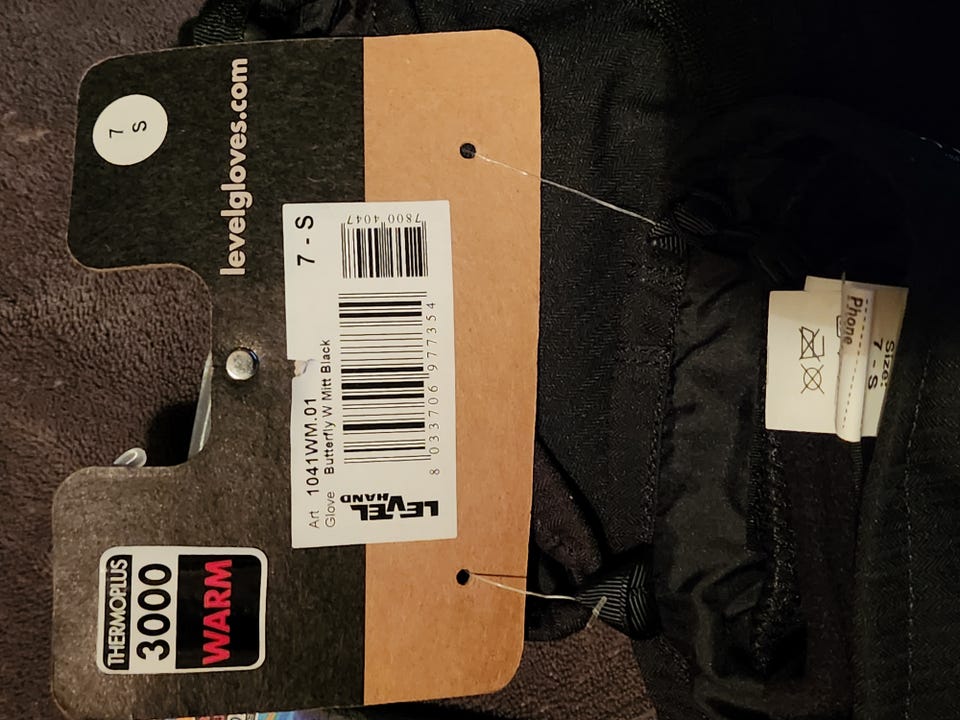 7
S
levelgloves.com
7 - S
7800 4047
Art 1041WM.01
Glove Butterfly W Mitt Black
8 033706 977354
LEVEL
HAND
THERMOPLUS
3000
WARM
Phone
Size:
7 - S